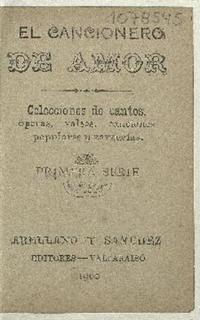 1078545
EL CANCIONERO
DE AMOR
Colecciones de cantos,
óperas, valses, canciones
populares y zarzuelas.
PRIMERA SERIE
ARELLANO Y SANCHEZ
EDITORES—VALPARAISO
1900